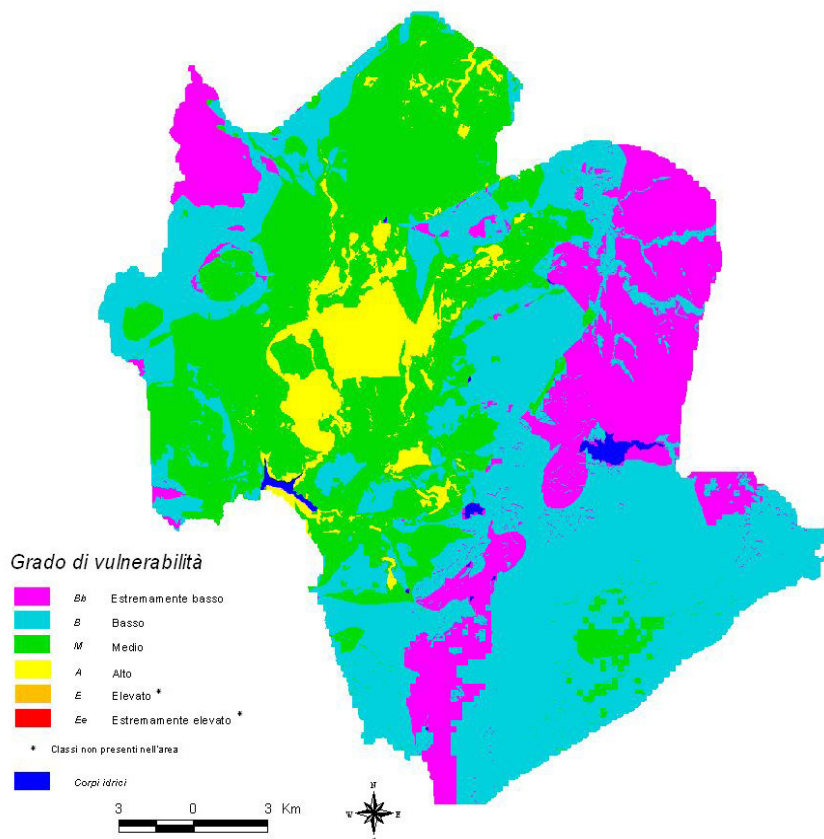 Grado di vulnerabilità
Bb Estremamente basso
B Basso
M Medio
A Alto
E Elevato *
Ee Estremamente elevato *
* Classi non presenti nell'area
Corpi idrici
3 0 3 Km
N
W E